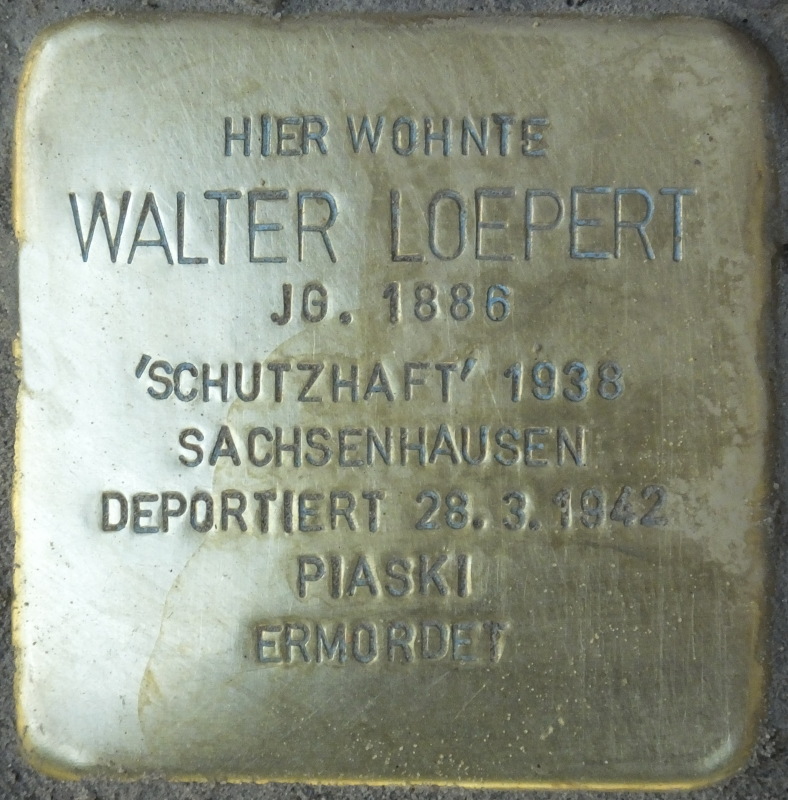 HIER WOHNTE
WALTER LOEPERT
JG. 1886
'SCHUTZHAFT' 1938
SACHSENHAUSEN
DEPORTIERT 28.3.1942
PIASKI
ERMORDET